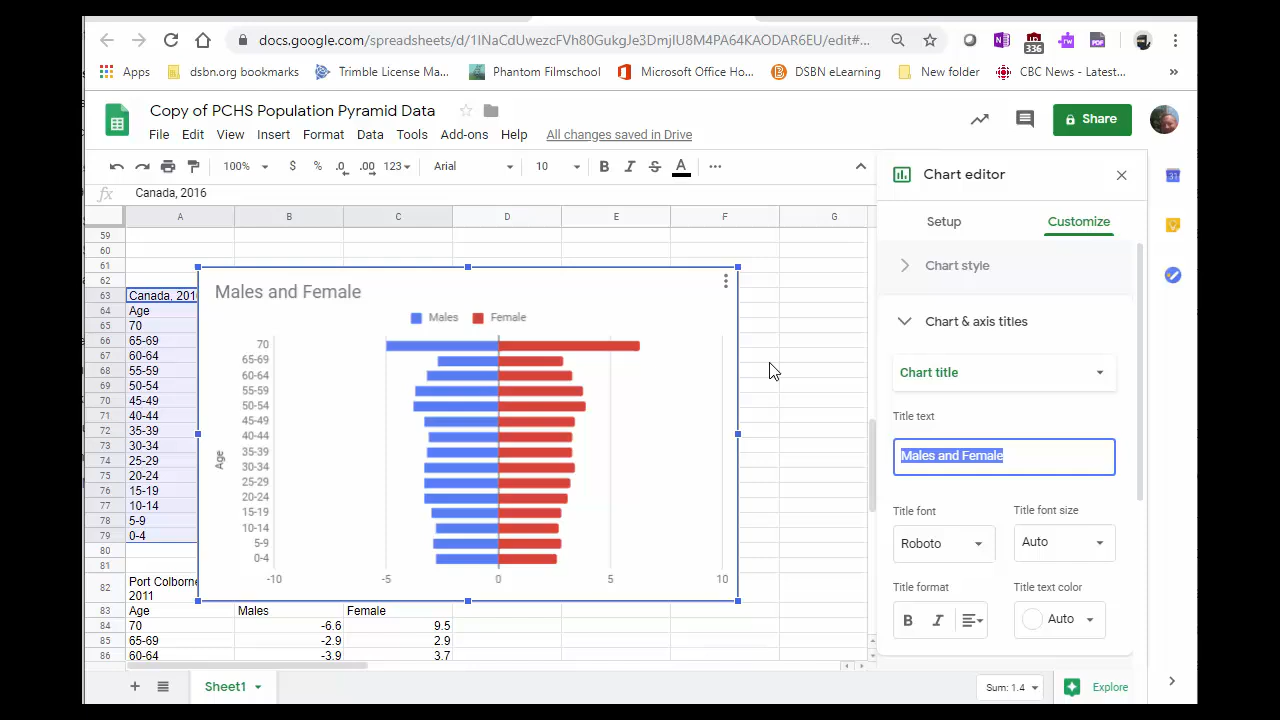 docs.google.com/spreadsheets/d/1lNJaCdUwezcFVh80GukgJe3DmjIU8M4PA64KAODAR6EU/edit#...
336
Apps dsbn.org bookmarks Trimble License Ma... Phantom Filmschool Microsoft Office Ho... DSBN eLearning New folder CBC News - Latest... »
Copy of PCHS Population Pyramid Data
File Edit View Insert Format Data Tools Add-ons Help All changes saved in Drive
Share
100% $ % .0 .00 123 Arial 10 B I S A
fx Canada, 2016
A B C D E F G
59
60
61
62
63 Canada, 201
64 Age
65 70
66 65-69
67 60-64
68 55-59
69 50-54
70 45-49
71 40-44
72 35-39
73 30-34
74 25-29
75 20-24
76 15-19
77 10-14
78 5-9
79 0-4
80
81
82 Port Colborn
2011
83 Age Males Female
84 70 -6.6 9.5
85 65-69 -2.9 2.9
86 60-64 -3.9 3.7
Males and Female
Males Female
70
65-69
60-64
55-59
50-54
45-49
40-44
35-39
30-34
25-29
20-24
15-19
10-14
5-9
0-4
Age
-10 -5 0 5 10
Chart editor
Setup Customize
Chart style
Chart & axis titles
Chart title
Title text
Males and Female
Title font Title font size
Roboto Auto
Title format Title text color
B I Auto
31
Sheet1
Sum: 1.4
Explore